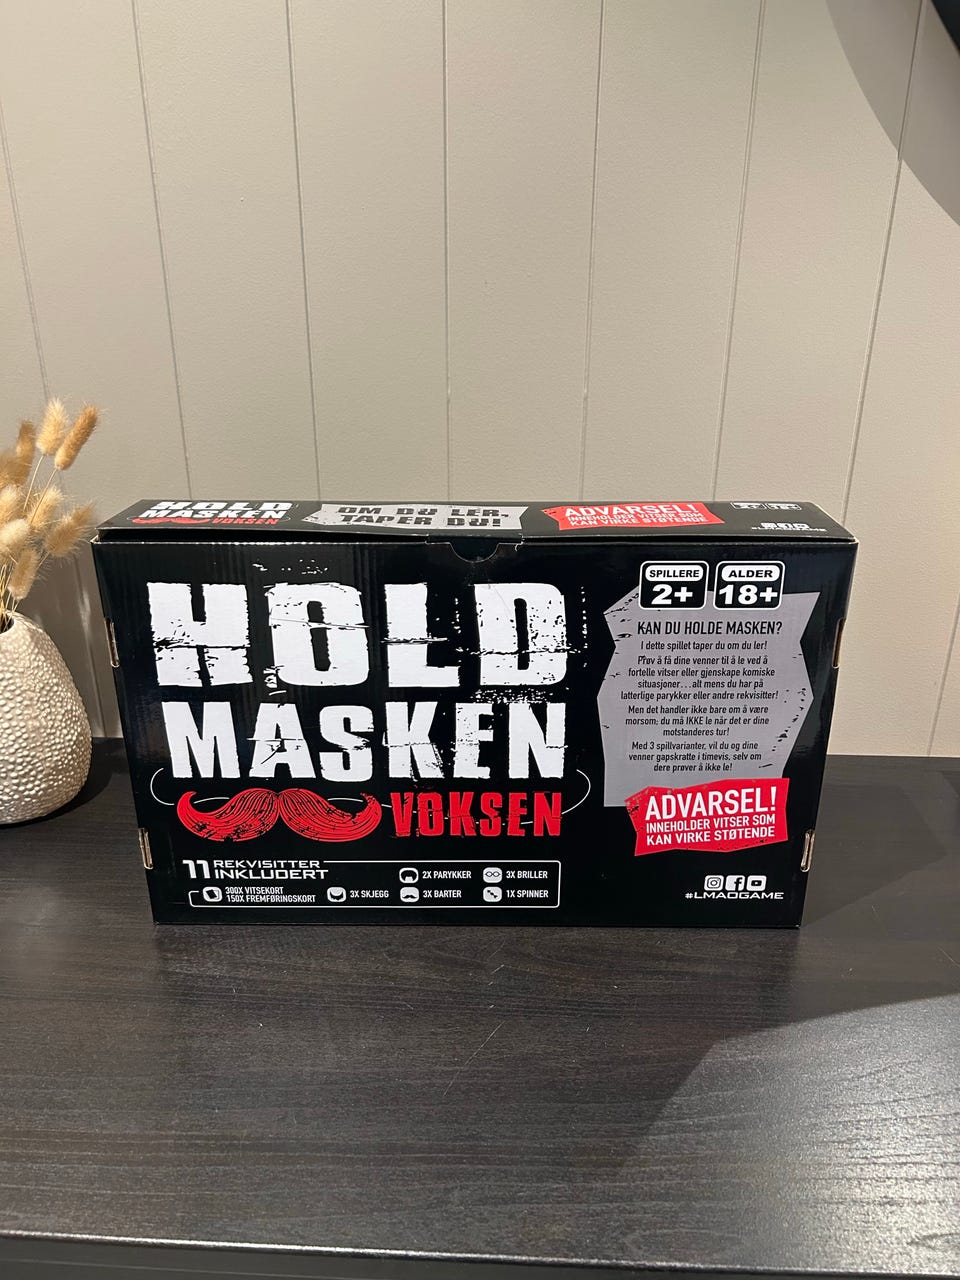 HOLD
MASKEN
VOKSEN
OM DU LER,
TAPER DU!
ADVARSEL!
INNEHOLDER VITSER SOM
KAN VIRKE STØTENDE
HOLD
MASKEN
VOKSEN
11 REKVISITTER
INKLUDERT
300X VITSEKORT
150X FREMFØRINGSKORT
3X SKJEGG
2X PARYKKER
3X BARTER
3X BRILLER
1X SPINNER
SPILLERE
2+
ALDER
18+
KAN DU HOLDE MASKEN?
I dette spillet taper du om du ler!
Prøv å få dine venner til å le ved å
fortelle vitser eller gjenskape komiske
situasjoner...alt mens du har på
latterlige parykker eller andre rekvisitter!
Men det handler ikke bare om å være
morsom; du må IKKE le når det er dine
motstanderes tur!
Med 3 spillvarianter, vil du og dine
venner gapskratte i timevis, selv om
dere prøver å ikke le!
ADVARSEL!
INNEHOLDER VITSER SOM
KAN VIRKE STØTENDE
#LMAOGAME